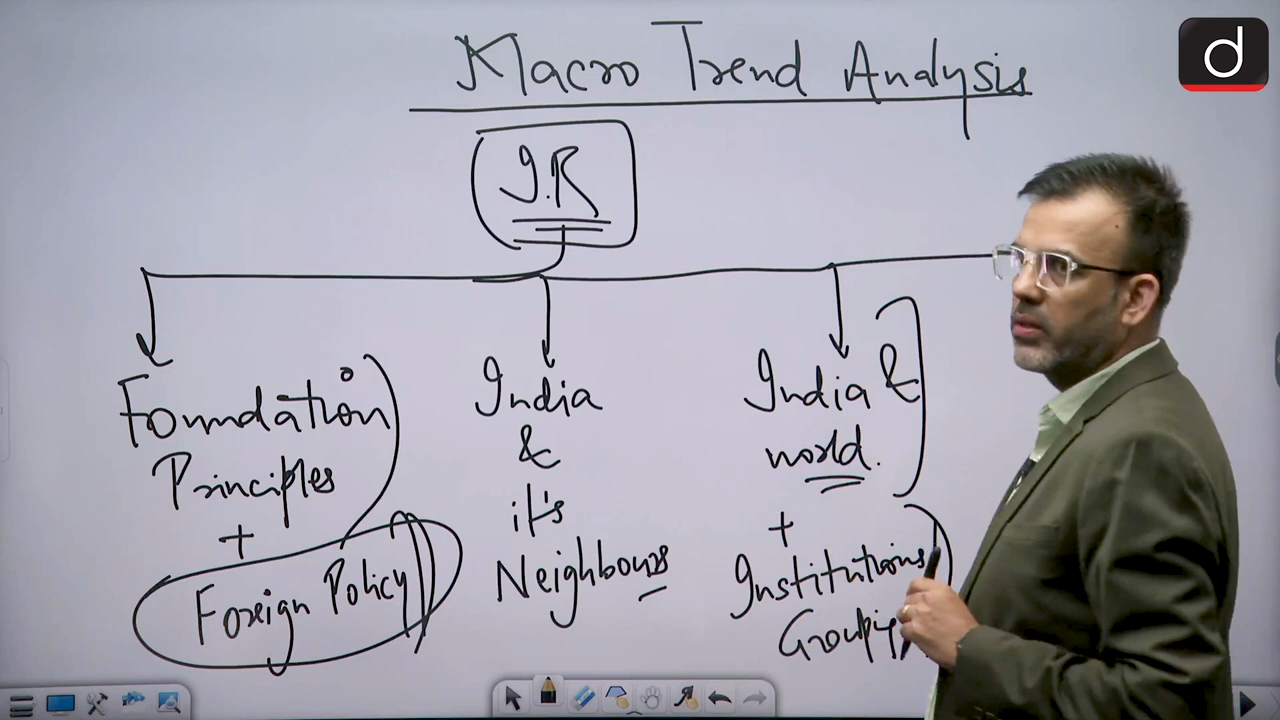 Macro Trend Analysis
I.R
Foundation
Principles
+
Foreign Policy
India
&
it's
Neighbours
India &
world.
+
Institutions
d